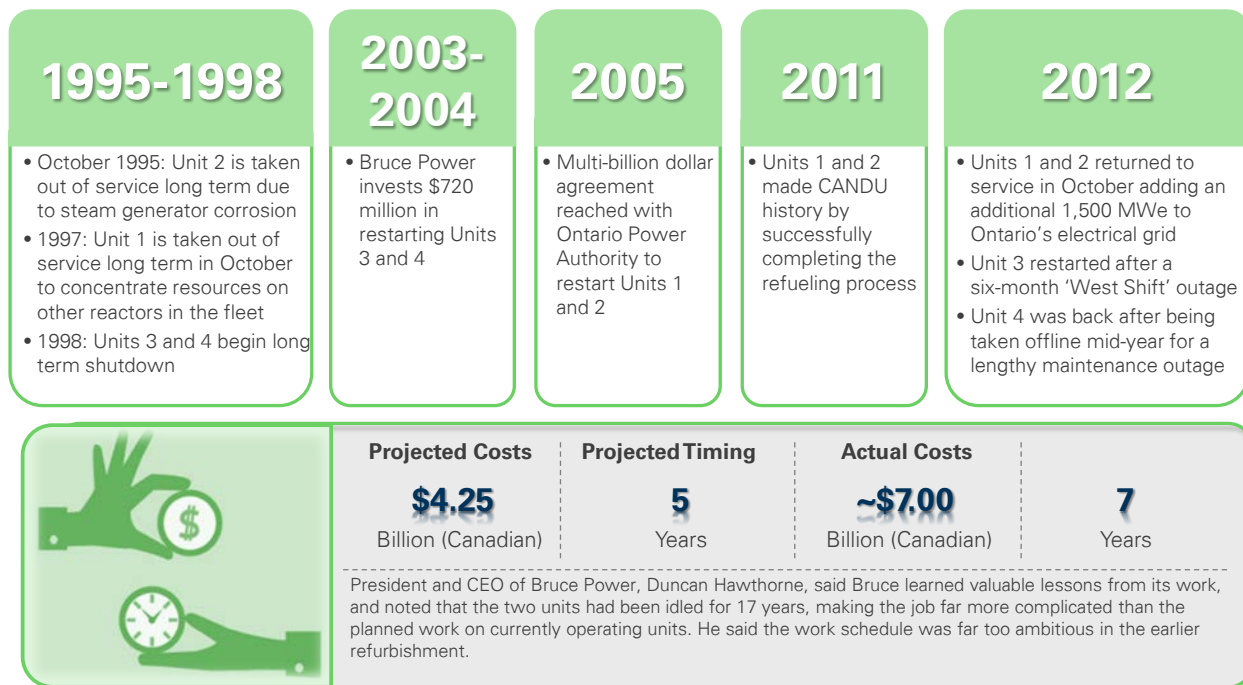 1995-1998
• October 1995: Unit 2 is taken
out of service long term due
to steam generator corrosion
• 1997: Unit 1 is taken out of
service long term in October
to concentrate resources on
other reactors in the fleet
• 1998: Units 3 and 4 begin long
term shutdown
2003-
2004
• Bruce Power
invests $720
million in
restarting Units
3 and 4
2005
• Multi-billion dollar
agreement
reached with
Ontario Power
Authority to
restart Units 1
and 2
2011
• Units 1 and 2
made CANDU
history by
successfully
completing the
refueling process
2012
• Units 1 and 2 returned to
service in October adding an
additional 1,500 MWe to
Ontario's electrical grid
• Unit 3 restarted after a
six-month 'West Shift' outage
• Unit 4 was back after being
taken offline mid-year for a
lengthy maintenance outage
$
Projected Costs
$4.25
Billion (Canadian)
Projected Timing
5
Years
Actual Costs
~$7.00
Billion (Canadian)
7
Years
President and CEO of Bruce Power, Duncan Hawthorne, said Bruce learned valuable lessons from its work,
and noted that the two units had been idled for 17 years, making the job far more complicated than the
planned work on currently operating units. He said the work schedule was far too ambitious in the earlier
refurbishment.